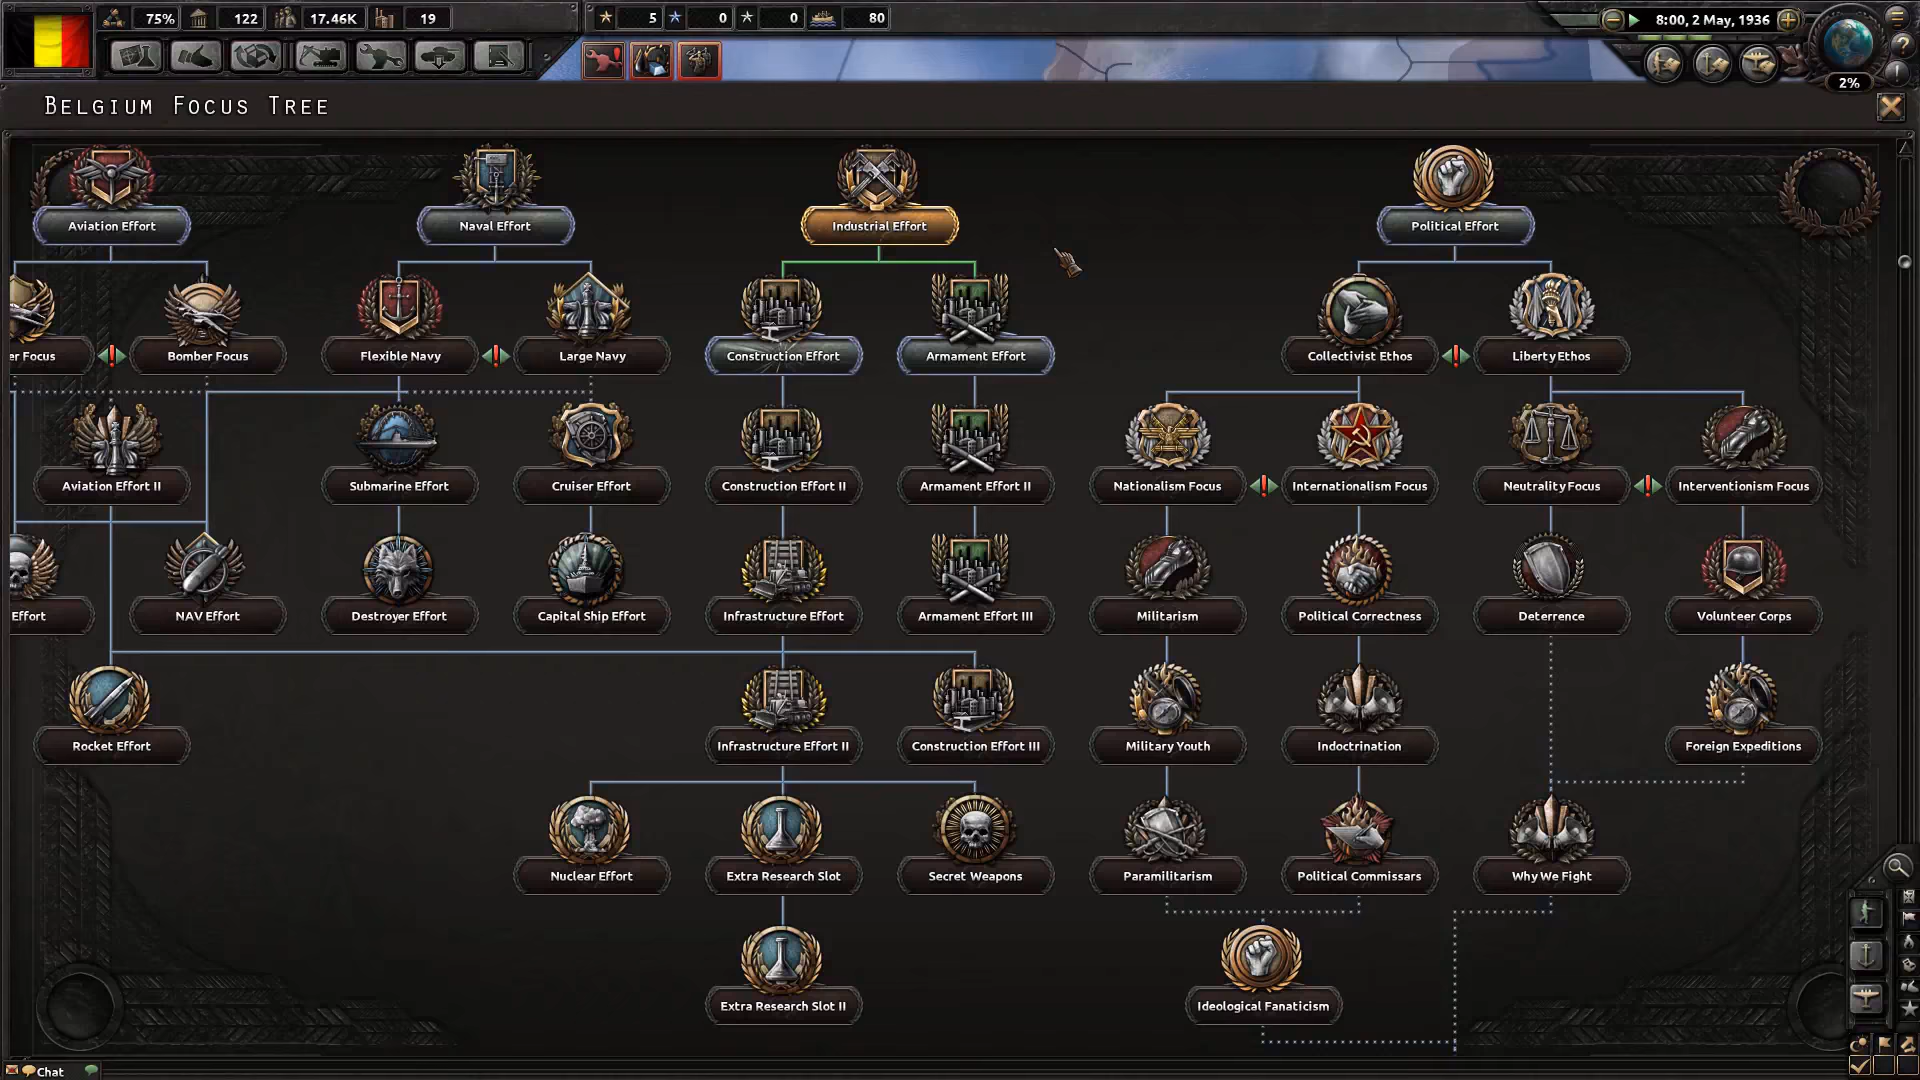 75% 122 17.46K 19 5 0 0 80 8:00, 2 May, 1936
2%
Belgium Focus Tree
Aviation Effort Naval Effort Industrial Effort Political Effort
er Focus Bomber Focus Flexible Navy Large Navy Construction Effort Armament Effort Collectivist Ethos Liberty Ethos
Aviation Effort II Submarine Effort Cruiser Effort Construction Effort II Armament Effort II Nationalism Focus Internationalism Focus Neutrality Focus Interventionism Focus
Effort NAV Effort Destroyer Effort Capital Ship Effort Infrastructure Effort Armament Effort III Militarism Political Correctness Deterrence Volunteer Corps
Rocket Effort Infrastructure Effort II Construction Effort III Military Youth Indoctrination Foreign Expeditions
Nuclear Effort Extra Research Slot Secret Weapons Paramilitarism Political Commissars Why We Fight
Extra Research Slot II Ideological Fanaticism
Chat